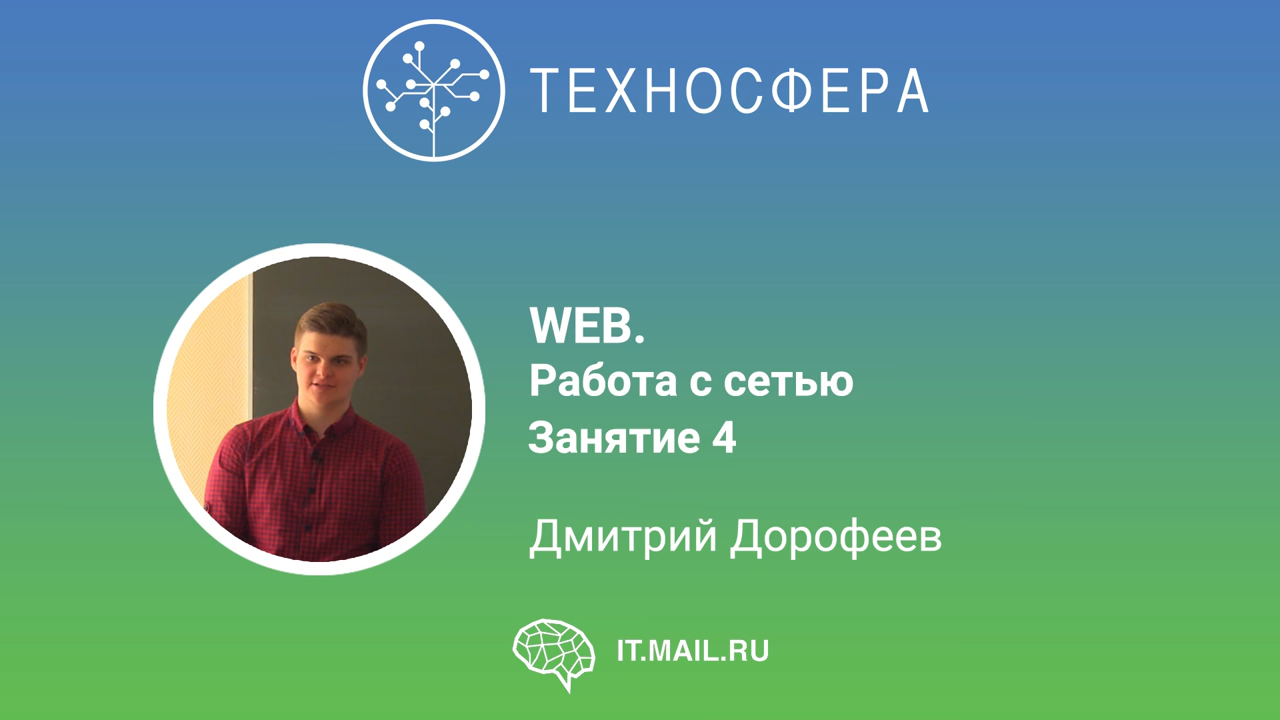 ТЕХНОСФЕРА
WEB.
Работа с сетью
Занятие 4
Дмитрий Дорофеев
IT.MAIL.RU